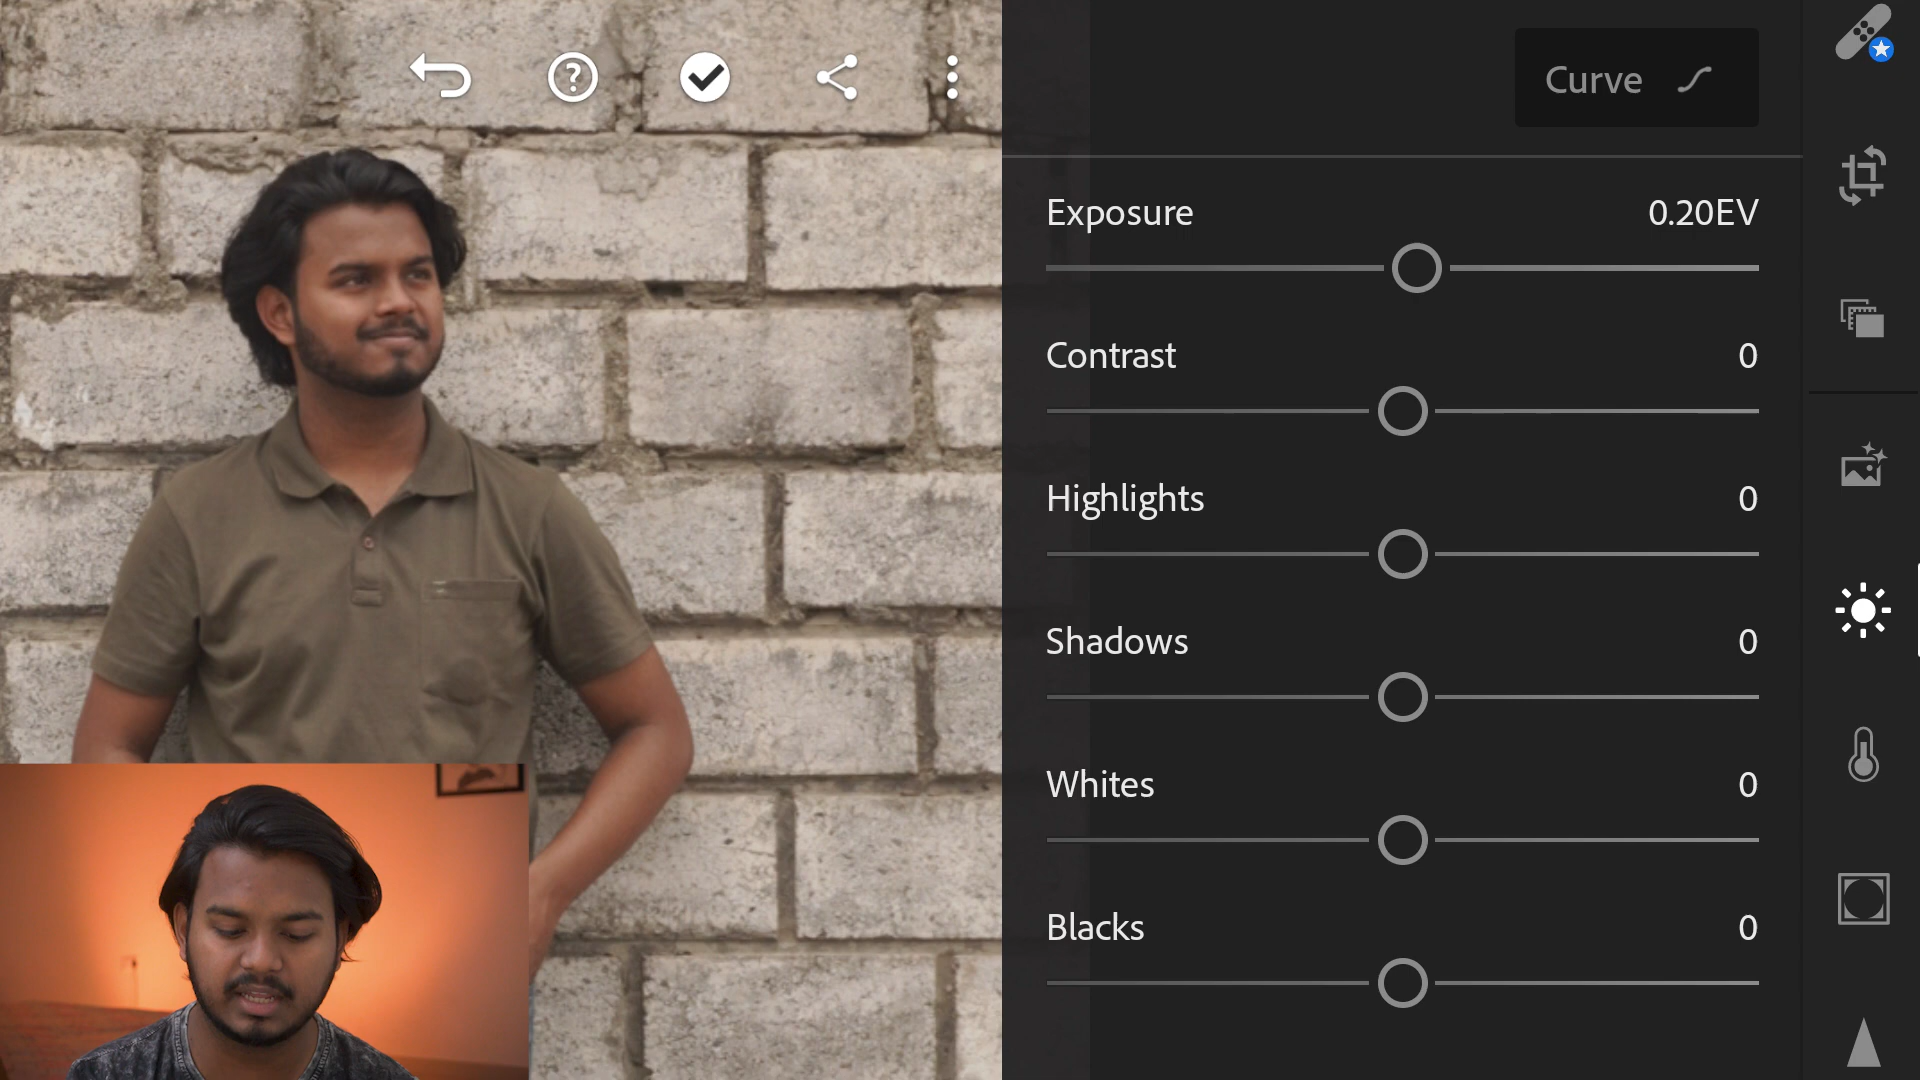 Curve
Exposure 0.20EV
Contrast 0
Highlights 0
Shadows 0
Whites 0
Blacks 0